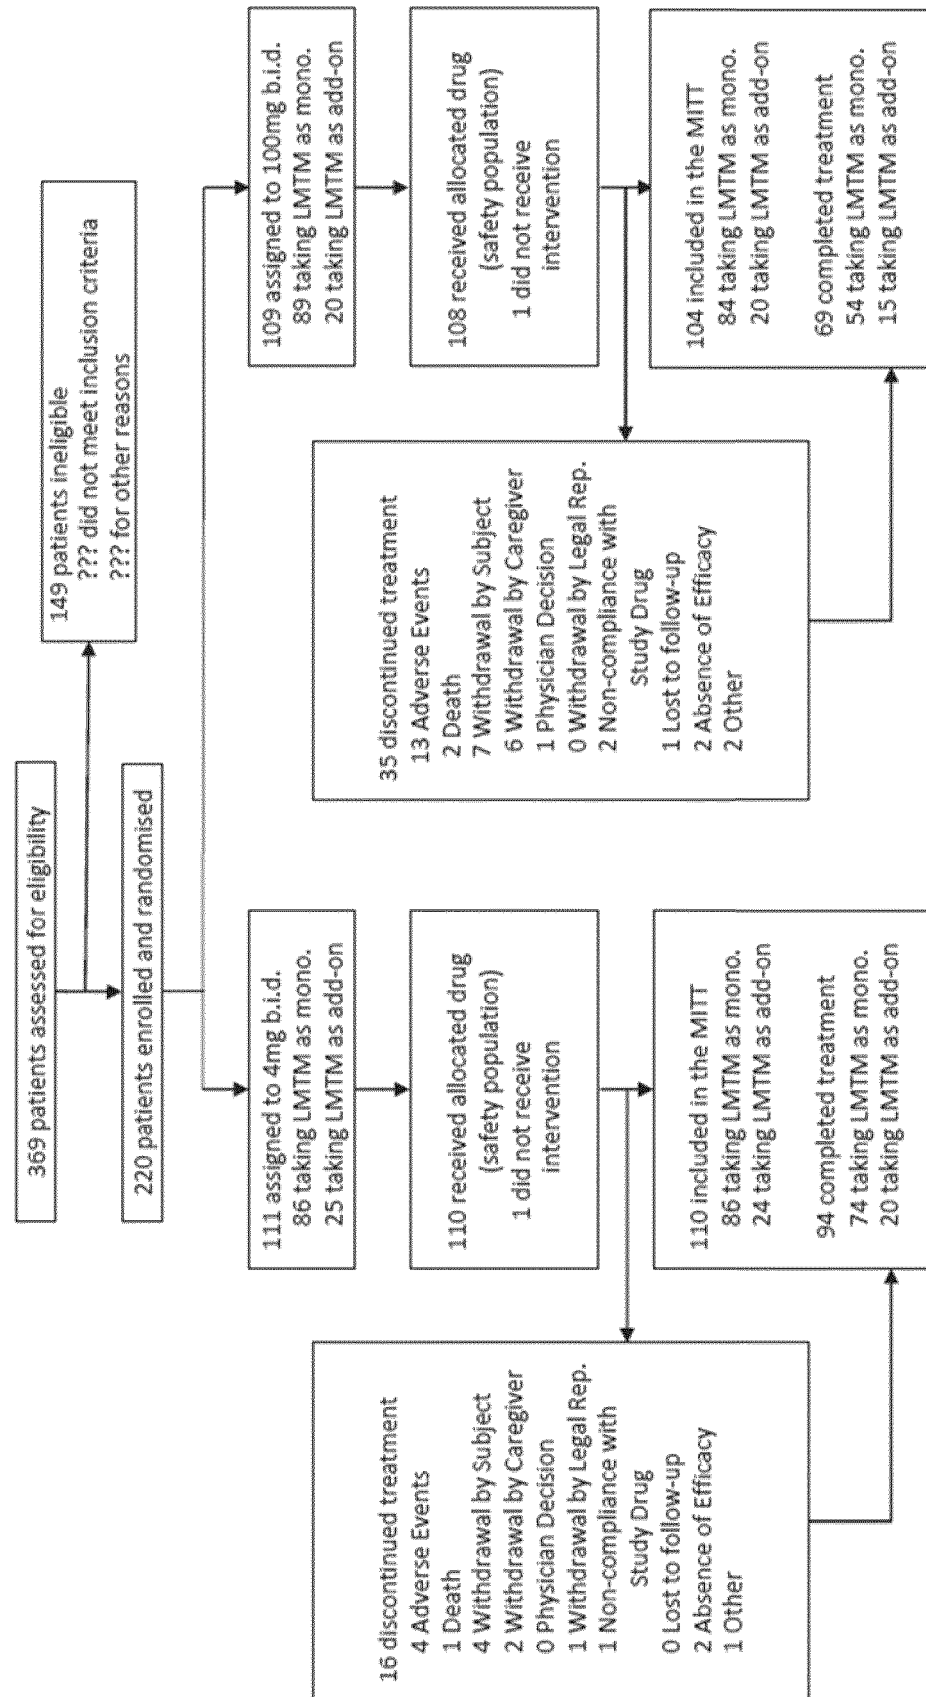 369 patients assessed for eligibility
149 patients ineligible
??? did not meet inclusion criteria
??? for other reasons
220 patients enrolled and randomised
111 assigned to 4mg b.i.d.
86 taking LMTM as mono.
25 taking LMTM as add-on
109 assigned to 100mg b.i.d.
89 taking LMTM as mono.
20 taking LMTM as add-on
110 received allocated drug
(safety population)
1 did not receive
intervention
108 received allocated drug
(safety population)
1 did not receive
intervention
16 discontinued treatment
4 Adverse Events
1 Death
4 Withdrawal by Subject
2 Withdrawal by Caregiver
0 Physician Decision
1 Withdrawal by Legal Rep.
1 Non-compliance with
Study Drug
0 Lost to follow-up
2 Absence of Efficacy
1 Other
35 discontinued treatment
13 Adverse Events
2 Death
7 Withdrawal by Subject
6 Withdrawal by Caregiver
1 Physician Decision
0 Withdrawal by Legal Rep.
2 Non-compliance with
Study Drug
1 Lost to follow-up
2 Absence of Efficacy
2 Other
110 included in the MITT
86 taking LMTM as mono.
24 taking LMTM as add-on
94 completed treatment
74 taking LMTM as mono.
20 taking LMTM as add-on
104 included in the MITT
84 taking LMTM as mono.
20 taking LMTM as add-on
69 completed treatment
54 taking LMTM as mono.
15 taking LMTM as add-on